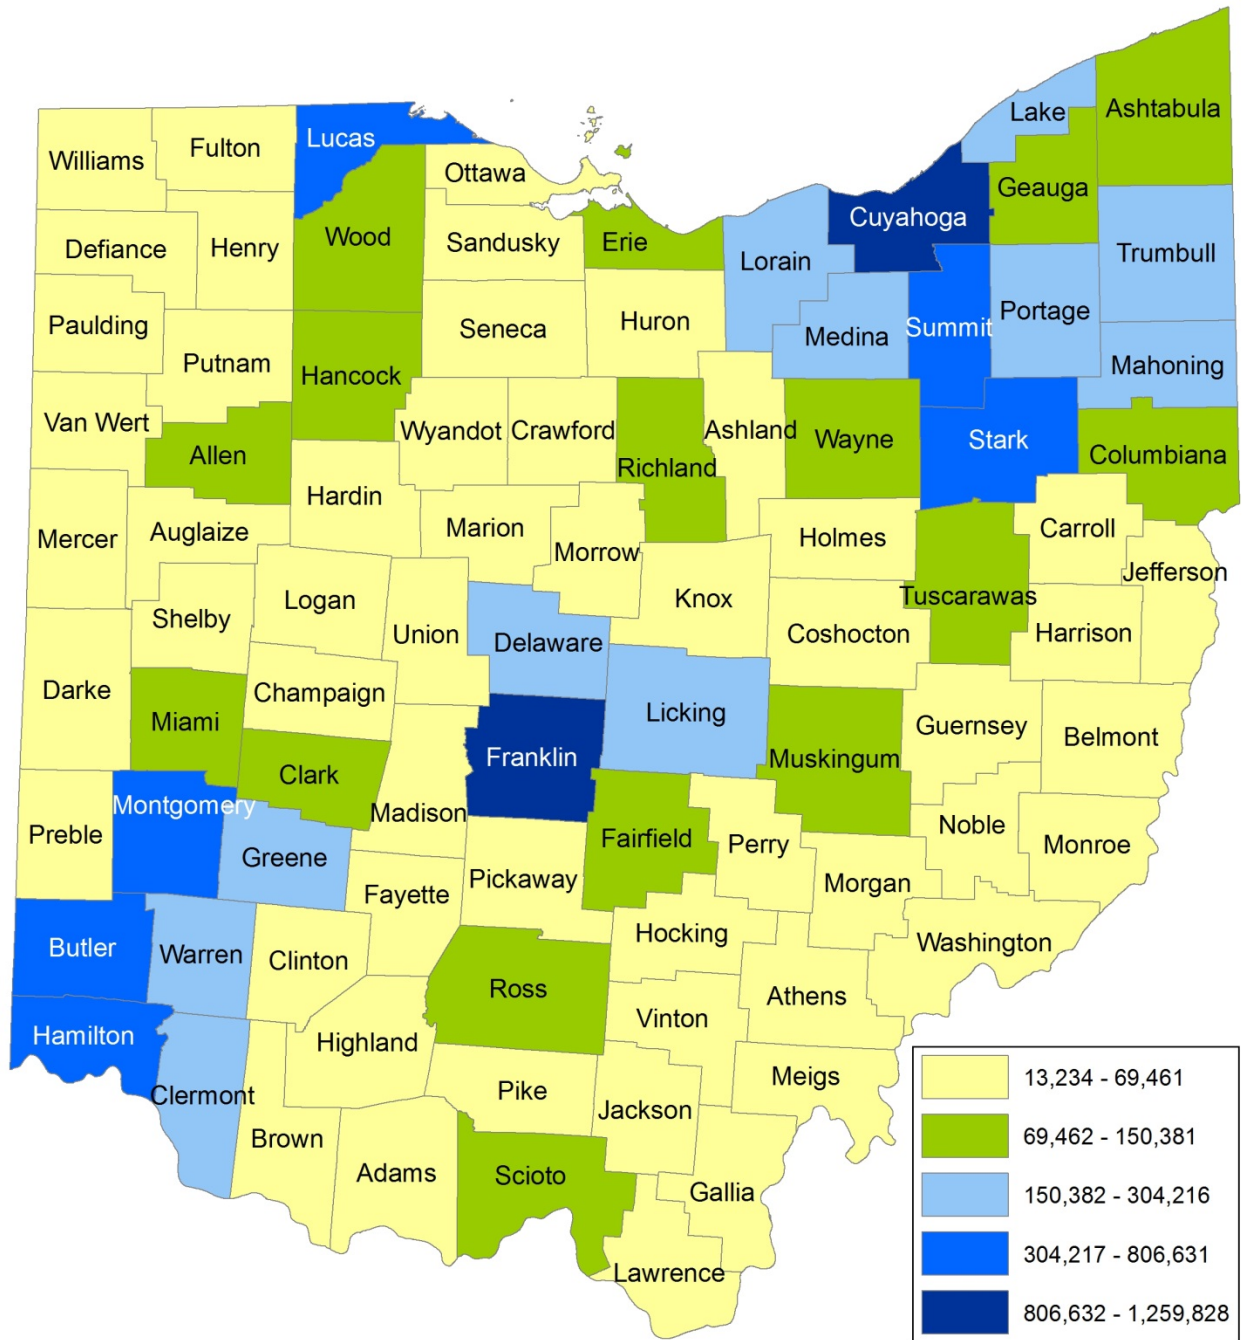 Lake
Ashtabula
Lucas
Fulton
Williams
Ottawa
Geauga
Cuyahoga
Wood
Erie
Sandusky
Henry
Defiance
Lorain
Trumbull
Portage
Huron
Seneca
Paulding
Summit
Medina
Putnam
Hancock
Mahoning
Van Wert
Wyandot
Crawford
Ashland
Wayne
Stark
Allen
Columbiana
Richland
Hardin
Marion
Auglaize
Mercer
Morrow
Holmes
Carroll
Jefferson
Logan
Knox
Tuscarawas
Shelby
Union
Delaware
Coshocton
Harrison
Darke
Champaign
Licking
Miami
Guernsey
Belmont
Franklin
Muskingum
Clark
Montgomery
Madison
Noble
Preble
Fairfield
Perry
Monroe
Greene
Pickaway
Morgan
Fayette
Butler
Warren
Clinton
Hocking
Washington
Ross
Athens
Vinton
Hamilton
Highland
Meigs
Clermont
Pike
Jackson
Brown
Adams
Scioto
Gallia
Lawrence
13,234 - 69,461
69,462 - 150,381
150,382 - 304,216
304,217 - 806,631
806,632 - 1,259,828